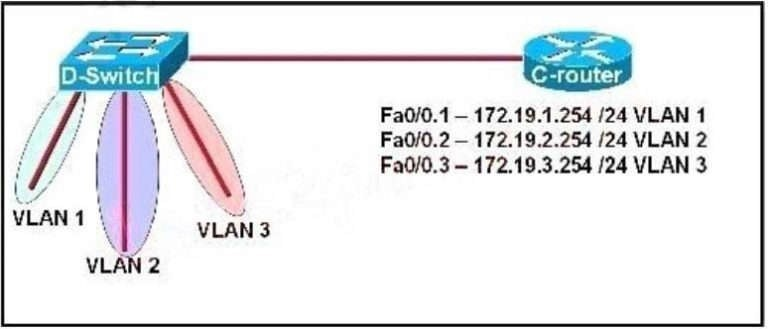 D-Switch
C-router
Fa0/0.1 – 172.19.1.254 /24 VLAN 1
Fa0/0.2 – 172.19.2.254 /24 VLAN 2
Fa0/0.3 – 172.19.3.254 /24 VLAN 3
VLAN 1
VLAN 3
VLAN 2